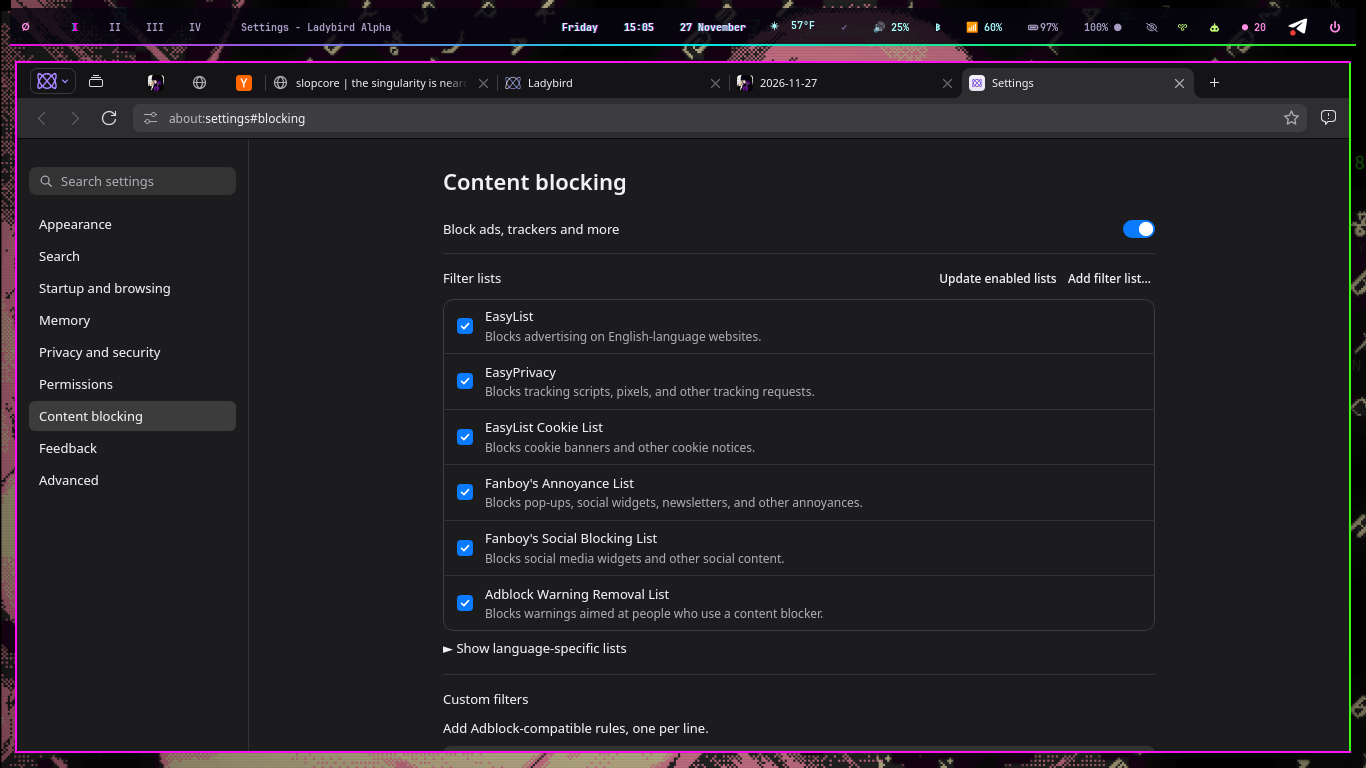 Ø I II III IV Settings - Ladybird Alpha Friday 15:05 27 November 57°F 25% 60% 97% 100% 20
Y slopcore | the singularity is neare Ladybird 2026-11-27 Settings
about:settings#blocking
Search settings
Appearance
Search
Startup and browsing
Memory
Privacy and security
Permissions
Content blocking
Feedback
Advanced
Content blocking
Block ads, trackers and more
Filter lists Update enabled lists Add filter list...
EasyList
Blocks advertising on English-language websites.
EasyPrivacy
Blocks tracking scripts, pixels, and other tracking requests.
EasyList Cookie List
Blocks cookie banners and other cookie notices.
Fanboy's Annoyance List
Blocks pop-ups, social widgets, newsletters, and other annoyances.
Fanboy's Social Blocking List
Blocks social media widgets and other social content.
Adblock Warning Removal List
Blocks warnings aimed at people who use a content blocker.
► Show language-specific lists
Custom filters
Add Adblock-compatible rules, one per line.